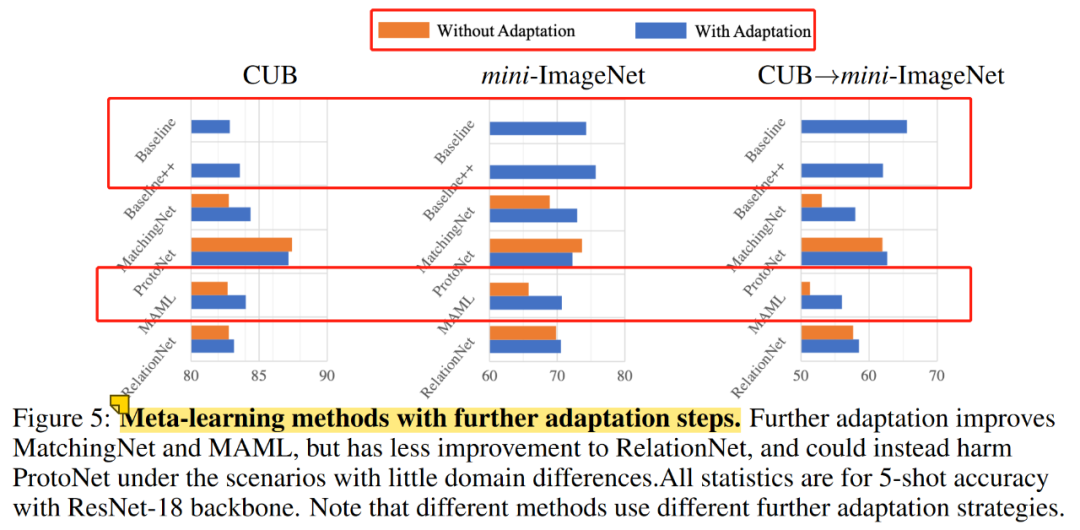 Without Adaptation With Adaptation
CUB mini-ImageNet CUB→mini-ImageNet
Baseline Baseline Baseline
Baseline++ Baseline++ Baseline++
MatchingNet MatchingNet MatchingNet
ProtoNet ProtoNet ProtoNet
MAML MAML MAML
RelationNet RelationNet RelationNet
80 85 90 60 70 80 50 60 70
Figure 5: Meta-learning methods with further adaptation steps. Further adaptation improves
MatchingNet and MAML, but has less improvement to RelationNet, and could instead harm
ProtoNet under the scenarios with little domain differences.All statistics are for 5-shot accuracy
with ResNet-18 backbone. Note that different methods use different further adaptation strategies.